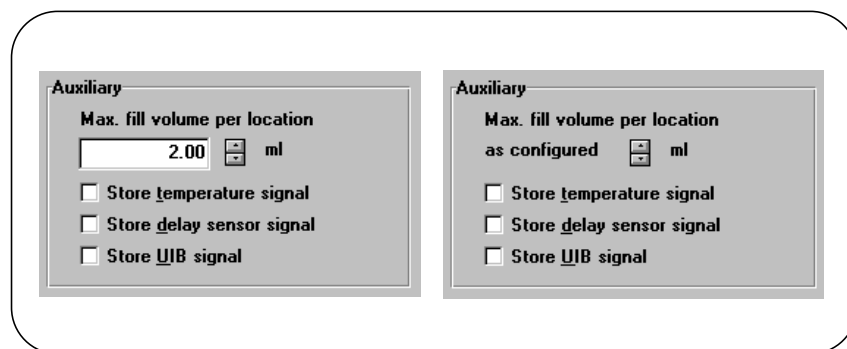 Auxiliary
Max. fill volume per location
2.00 ml
Store temperature signal
Store delay sensor signal
Store UIB signal
Auxiliary
Max. fill volume per location
as configured ml
Store temperature signal
Store delay sensor signal
Store UIB signal